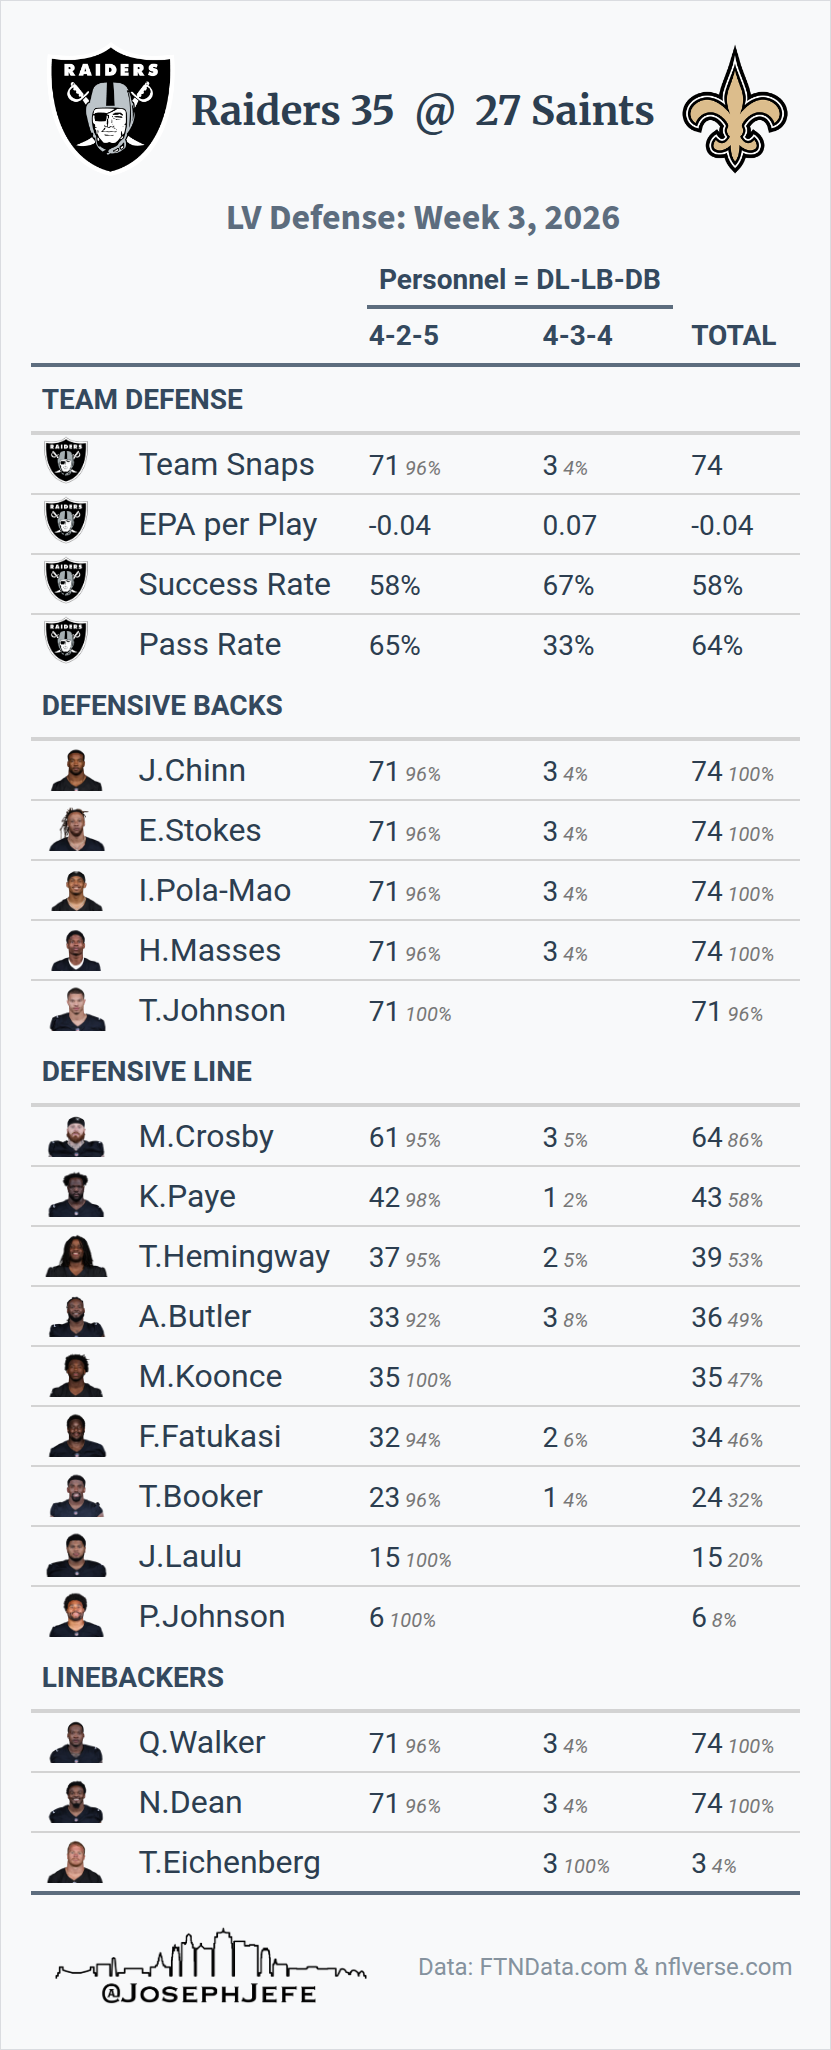 RAIDERS
Raiders 35 @ 27 Saints
LV Defense: Week 3, 2026
Personnel = DL-LB-DB
4-2-5 4-3-4 TOTAL
TEAM DEFENSE
RAIDERS Team Snaps 71 96% 3 4% 74
RAIDERS EPA per Play -0.04 0.07 -0.04
RAIDERS Success Rate 58% 67% 58%
RAIDERS Pass Rate 65% 33% 64%
DEFENSIVE BACKS
J.Chinn 71 96% 3 4% 74 100%
E.Stokes 71 96% 3 4% 74 100%
I.Pola-Mao 71 96% 3 4% 74 100%
H.Masses 71 96% 3 4% 74 100%
T.Johnson 71 100% 71 96%
DEFENSIVE LINE
M.Crosby 61 95% 3 5% 64 86%
K.Paye 42 98% 1 2% 43 58%
T.Hemingway 37 95% 2 5% 39 53%
A.Butler 33 92% 3 8% 36 49%
M.Koonce 35 100% 35 47%
F.Fatukasi 32 94% 2 6% 34 46%
T.Booker 23 96% 1 4% 24 32%
J.Laulu 15 100% 15 20%
P.Johnson 6 100% 6 8%
LINEBACKERS
Q.Walker 71 96% 3 4% 74 100%
N.Dean 71 96% 3 4% 74 100%
T.Eichenberg 3 100% 3 4%
@JosephJefe
Data: FTNData.com & nflverse.com